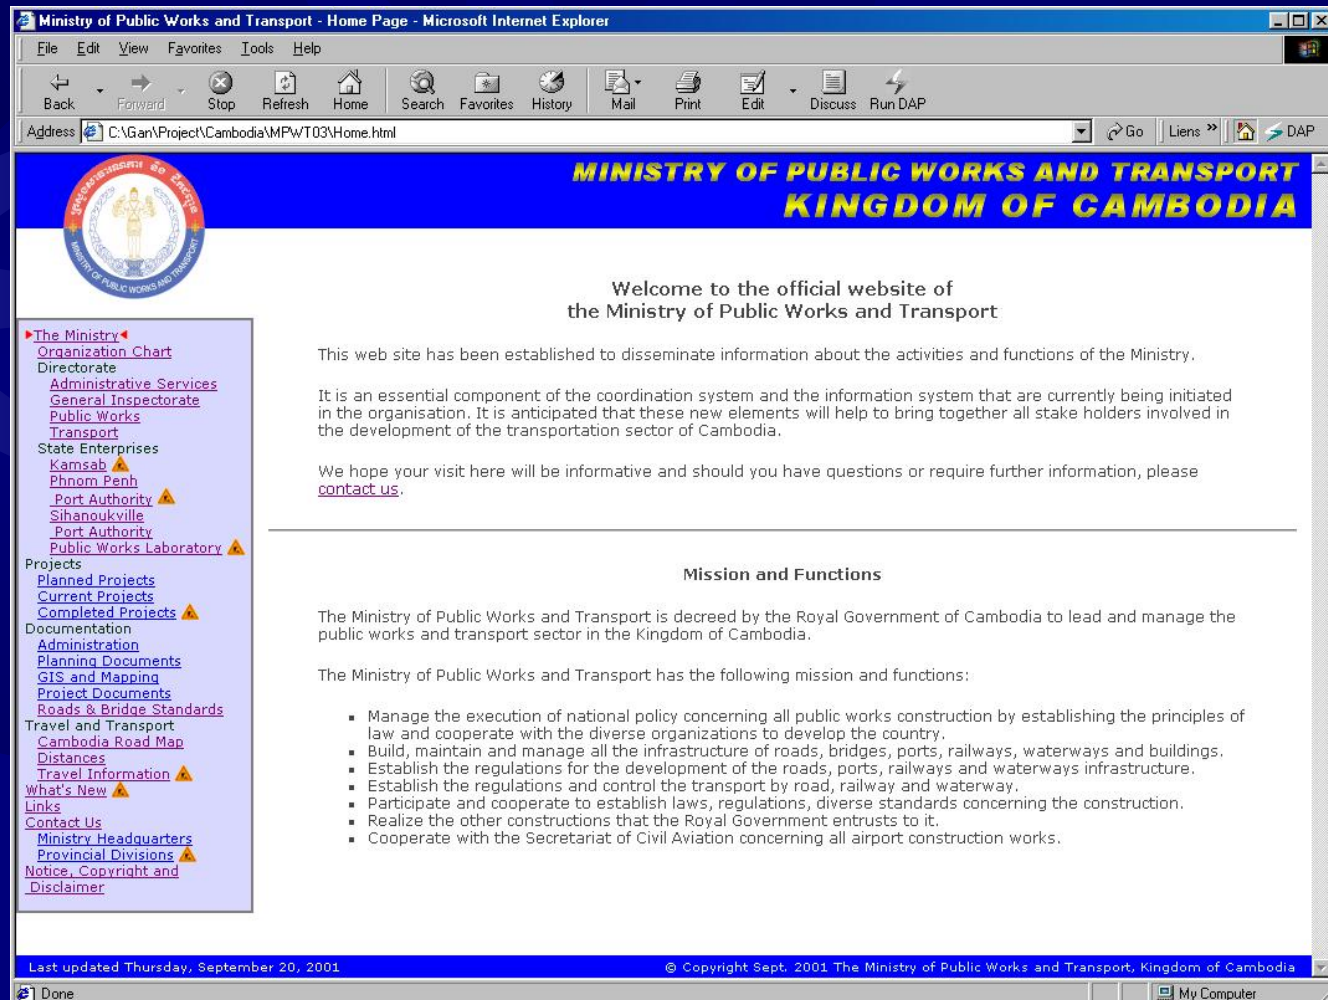 Ministry of Public Works and Transport - Home Page - Microsoft Internet Explorer
File Edit View Favorites Tools Help
Back Forward Stop Refresh Home Search Favorites History Mail Print Edit Discuss Run DAP
Address C:\Gan\Project\Cambodia\MPWT03\Home.html Go Liens » DAP
MINISTRY OF PUBLIC WORKS AND TRANSPORT
KINGDOM OF CAMBODIA
MINISTRY OF PUBLIC WORKS AND TRANSPORT
The Ministry
Organization Chart
Directorate
Administrative Services
General Inspectorate
Public Works
Transport
State Enterprises
Kamsab
Phnom Penh
Port Authority
Sihanoukville
Port Authority
Public Works Laboratory
Projects
Planned Projects
Current Projects
Completed Projects
Documentation
Administration
Planning Documents
GIS and Mapping
Project Documents
Roads & Bridge Standards
Travel and Transport
Cambodia Road Map
Distances
Travel Information
What's New
Links
Contact Us
Ministry Headquarters
Provincial Divisions
Notice, Copyright and
Disclaimer
Welcome to the official website of
the Ministry of Public Works and Transport
This web site has been established to disseminate information about the activities and functions of the Ministry.
It is an essential component of the coordination system and the information system that are currently being initiated
in the organisation. It is anticipated that these new elements will help to bring together all stake holders involved in
the development of the transportation sector of Cambodia.
We hope your visit here will be informative and should you have questions or require further information, please
contact us.
Mission and Functions
The Ministry of Public Works and Transport is decreed by the Royal Government of Cambodia to lead and manage the
public works and transport sector in the Kingdom of Cambodia.
The Ministry of Public Works and Transport has the following mission and functions:
Manage the execution of national policy concerning all public works construction by establishing the principles of
law and cooperate with the diverse organizations to develop the country.
Build, maintain and manage all the infrastructure of roads, bridges, ports, railways, waterways and buildings.
Establish the regulations for the development of the roads, ports, railways and waterways infrastructure.
Establish the regulations and control the transport by road, railway and waterway.
Participate and cooperate to establish laws, regulations, diverse standards concerning the construction.
Realize the other constructions that the Royal Government entrusts to it.
Cooperate with the Secretariat of Civil Aviation concerning all airport construction works.
Last updated Thursday, September 20, 2001 © Copyright Sept. 2001 The Ministry of Public Works and Transport, Kingdom of Cambodia
Done My Computer